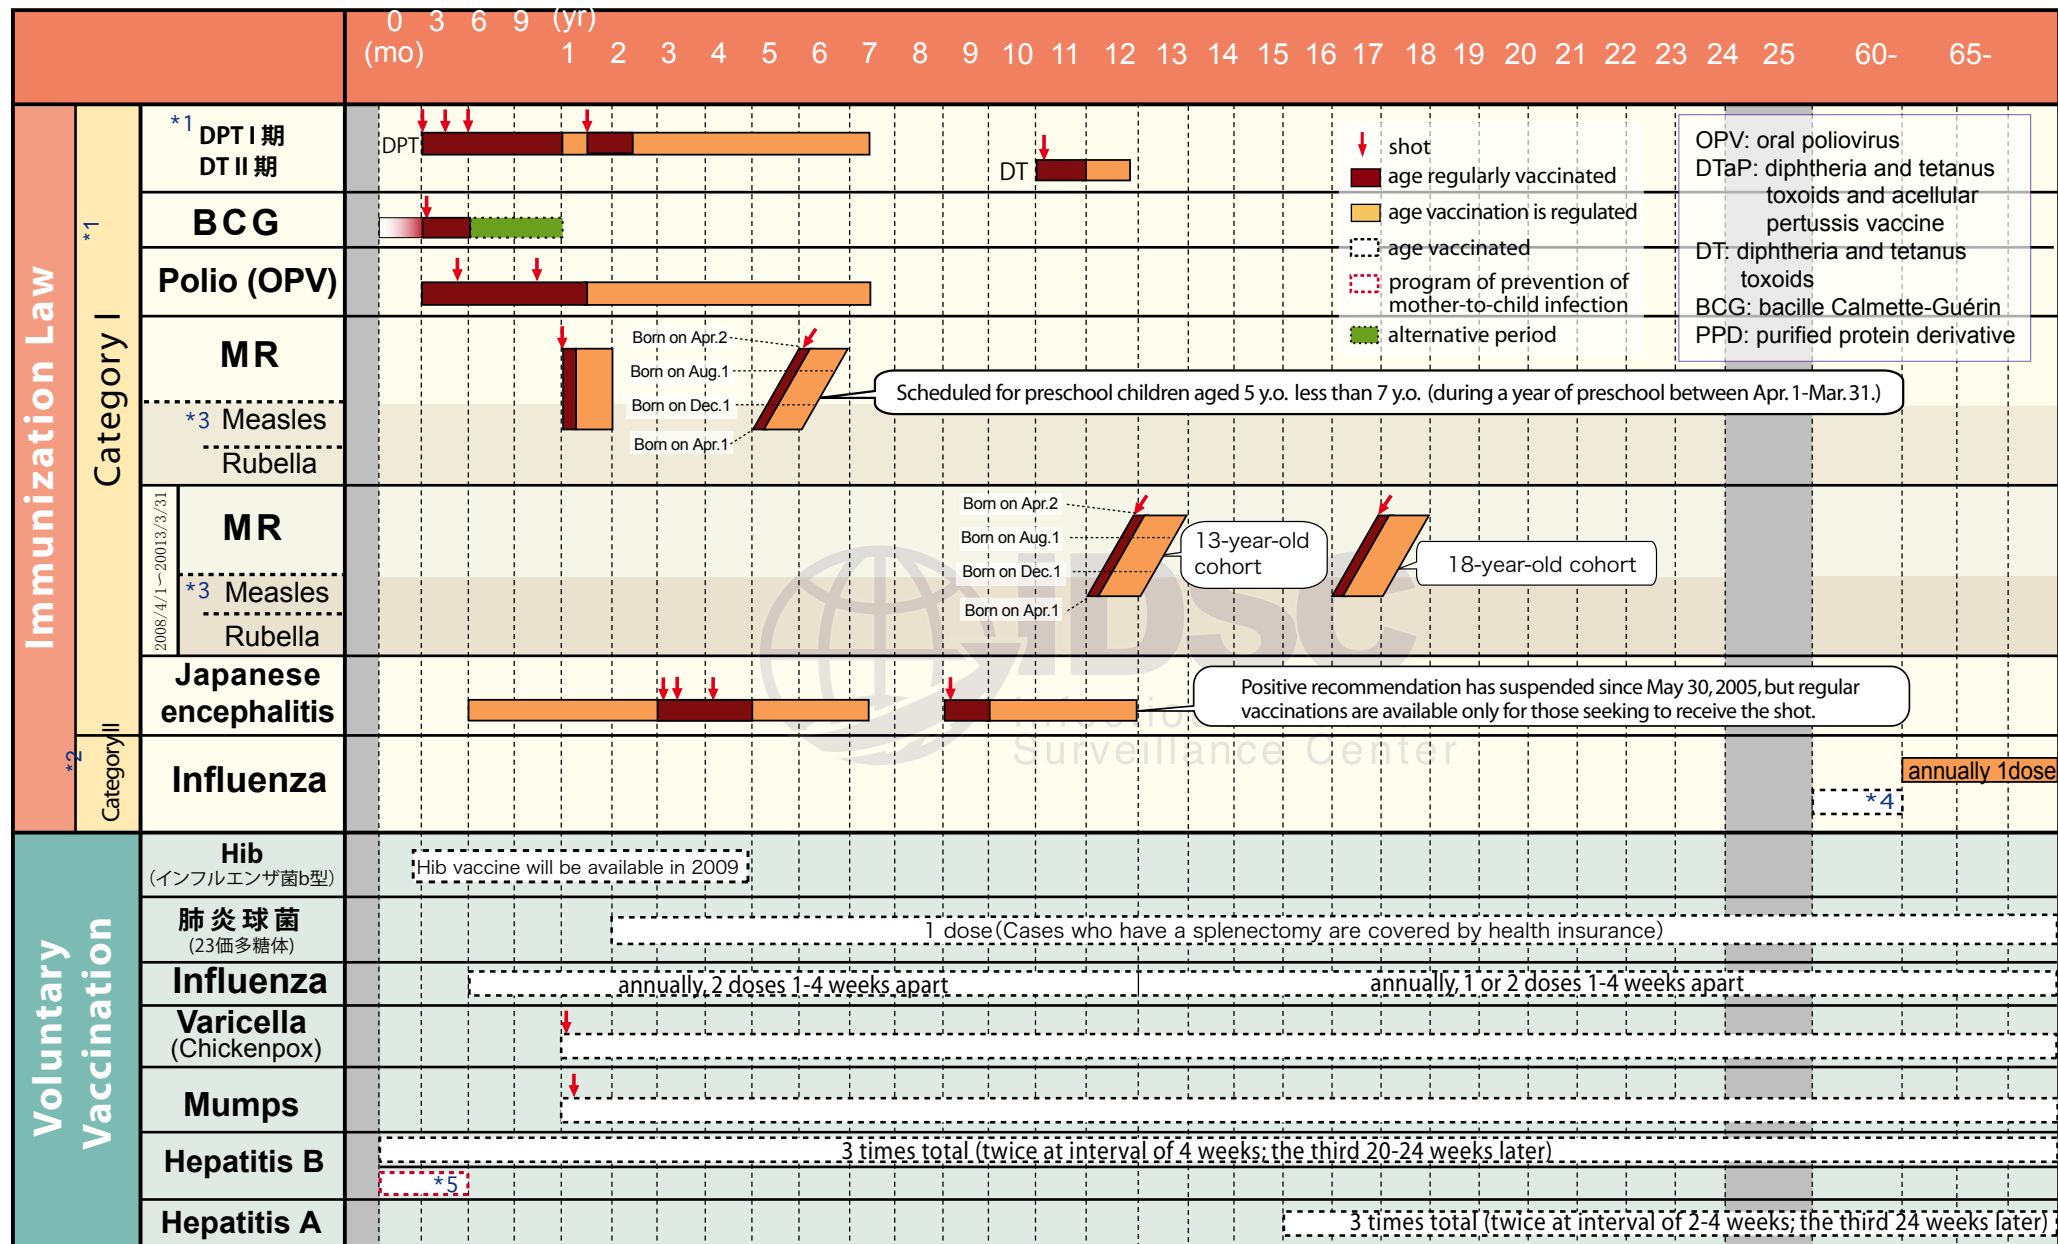 0 3 6 9 (yr)
(mo) 1 2 3 4 5 6 7 8 9 10 11 12 13 14 15 16 17 18 19 20 21 22 23 24 25 60- 65-
Immunization Law
Category I
*1
Category II
*2
*1
DPT I 期
DT II 期
DPT
DT
shot
age regularly vaccinated
age vaccination is regulated
age vaccinated
program of prevention of
mother-to-child infection
alternative period
OPV: oral poliovirus
DTaP: diphtheria and tetanus
toxoids and acellular
pertussis vaccine
DT: diphtheria and tetanus
toxoids
BCG: bacille Calmette-Guérin
PPD: purified protein derivative
BCG
Polio (OPV)
MR
*3 Measles
Rubella
Born on Apr.2
Born on Aug.1
Born on Dec.1
Born on Apr.1
Scheduled for preschool children aged 5 y.o. less than 7 y.o. (during a year of preschool between Apr. 1-Mar. 31.)
2008/4/1~20013/3/31
MR
*3 Measles
Rubella
Born on Apr.2
Born on Aug.1
Born on Dec.1
Born on Apr.1
13-year-old
cohort
18-year-old cohort
iDSC
Surveillance Center
Japanese
encephalitis
Positive recommendation has suspended since May 30, 2005, but regular
vaccinations are available only for those seeking to receive the shot.
Influenza
annually 1dose
*4
Voluntary
Vaccination
Hib
(インフルエンザ菌b型)
Hib vaccine will be available in 2009
肺炎球菌
(23価多糖体)
1 dose(Cases who have a splenectomy are covered by health insurance)
Influenza
annually, 2 doses 1-4 weeks apart
annually, 1 or 2 doses 1-4 weeks apart
Varicella
(Chickenpox)
Mumps
Hepatitis B
3 times total (twice at interval of 4 weeks; the third 20-24 weeks later)
*5
Hepatitis A
3 times total (twice at interval of 2-4 weeks; the third 24 weeks later)